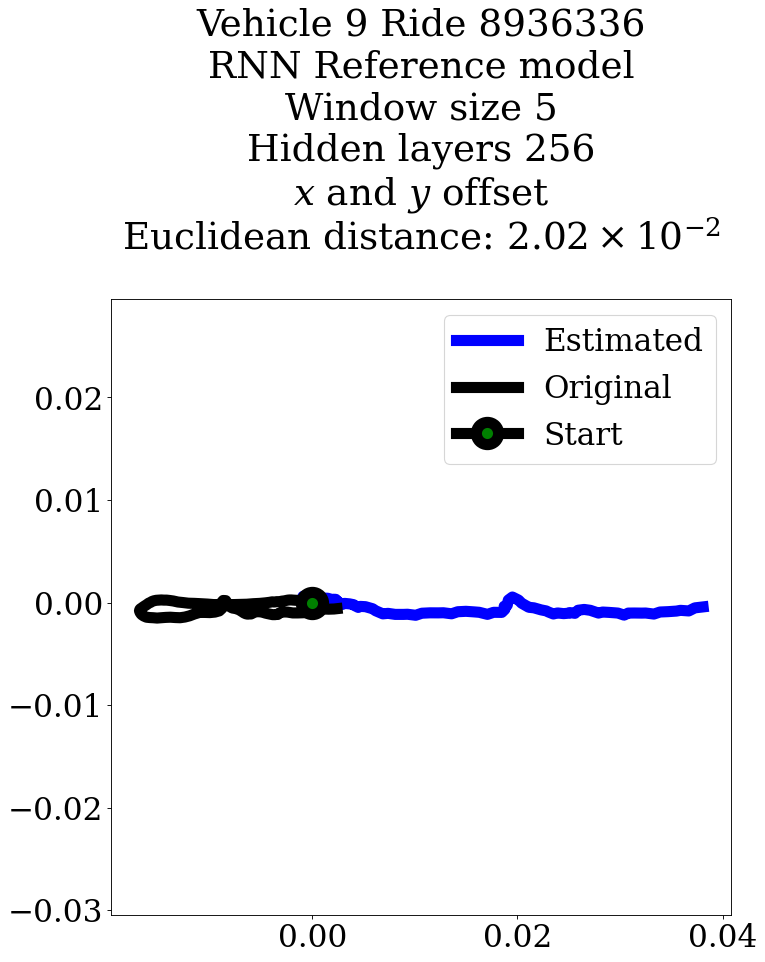 Vehicle 9 Ride 8936336
RNN Reference model
Window size 5
Hidden layers 256
x and y offset
Euclidean distance: 2.02 × 10⁻²
Estimated
Original
Start
0.02
0.01
0.00
−0.01
−0.02
−0.03
0.00 0.02 0.04